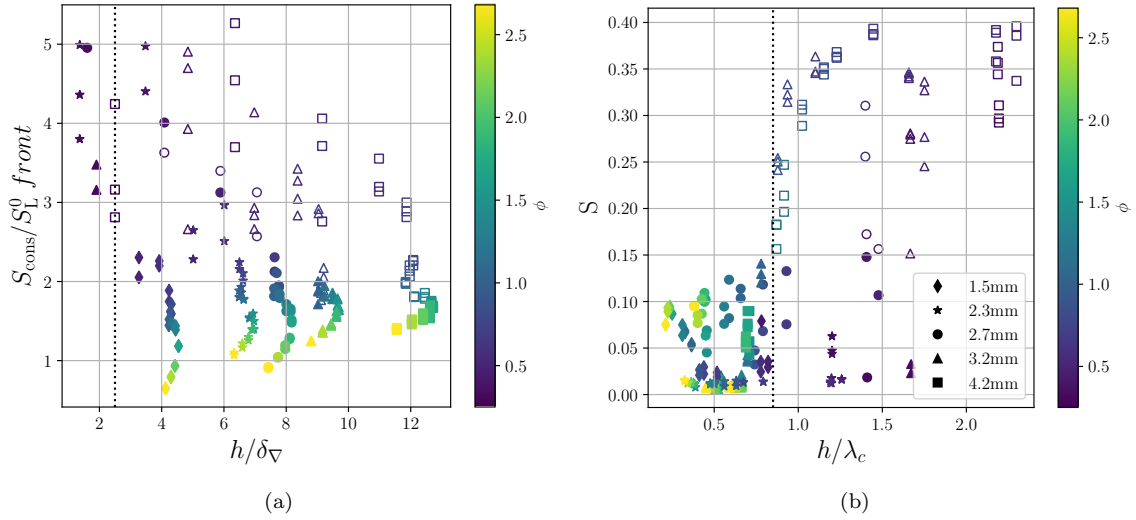 S_cons/S_L^0 front
5
4
3
2
1
2 4 6 8 10 12
h/δ_∇
2.5
2.0
1.5
1.0
0.5
ϕ
(a)
S
0.40
0.35
0.30
0.25
0.20
0.15
0.10
0.05
0.00
0.5 1.0 1.5 2.0
h/λ_c
1.5mm
2.3mm
2.7mm
3.2mm
4.2mm
2.5
2.0
1.5
1.0
0.5
ϕ
(b)